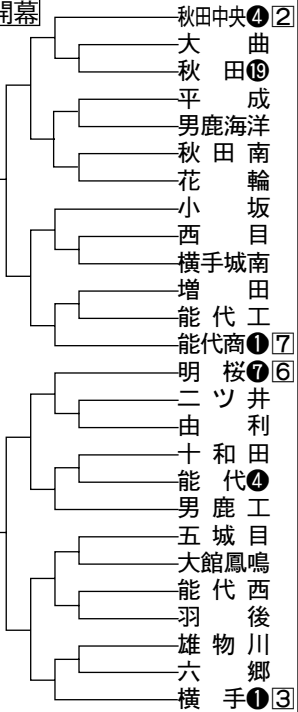 開幕
秋田中央❹2
大曲
秋田⓳
平成
男鹿海洋
秋田南
花輪
小坂
西目
横手城南
増田
能代工
能代商❶7
明桜❼6
二ツ井
由利
十和田
能代❹
男鹿工
五城目
大館鳳鳴
能代西
羽後
雄物川
六郷
横手❶3